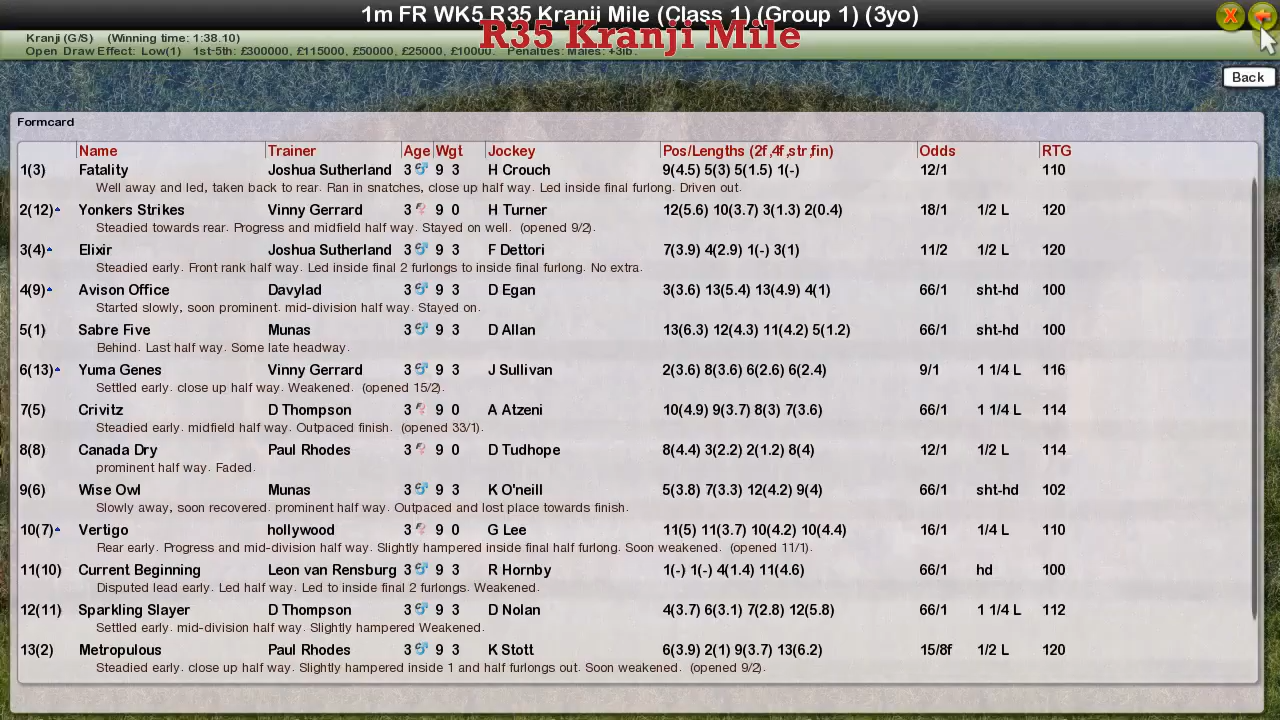 1m FR WK5 R35 Kranji Mile (Class 1) (Group 1) (3yo)
R35 Kranji Mile
Kranji (G/S) (Winning time: 1:38.10)
Open Draw Effect: Low(1) 1st-5th: £300000, £115000, £50000, £25000, £10000. Penalties: Males: +3lb.
X
Back
Formcard
Name Trainer Age Wgt Jockey Pos/Lengths (2f,4f,str,fin) Odds RTG
1(3) Fatality Joshua Sutherland 3 9 3 H Crouch 9(4.5) 5(3) 5(1.5) 1(-) 12/1 110
Well away and led, taken back to rear. Ran in snatches, close up half way. Led inside final furlong. Driven out.
2(12) Yonkers Strikes Vinny Gerrard 3 9 0 H Turner 12(5.6) 10(3.7) 3(1.3) 2(0.4) 18/1 1/2 L 120
Steadied towards rear. Progress and midfield half way. Stayed on well. (opened 9/2).
3(4) Elixir Joshua Sutherland 3 9 3 F Dettori 7(3.9) 4(2.9) 1(-) 3(1) 11/2 1/2 L 120
Steadied early. Front rank half way. Led inside final 2 furlongs to inside final furlong. No extra.
4(9) Avison Office Davylad 3 9 3 D Egan 3(3.6) 13(5.4) 13(4.9) 4(1) 66/1 sht-hd 100
Started slowly, soon prominent. mid-division half way. Stayed on.
5(1) Sabre Five Munas 3 9 3 D Allan 13(6.3) 12(4.3) 11(4.2) 5(1.2) 66/1 sht-hd 100
Behind. Last half way. Some late headway.
6(13) Yuma Genes Vinny Gerrard 3 9 3 J Sullivan 2(3.6) 8(3.6) 6(2.6) 6(2.4) 9/1 1 1/4 L 116
Settled early. close up half way. Weakened. (opened 15/2).
7(5) Crivitz D Thompson 3 9 0 A Atzeni 10(4.9) 9(3.7) 8(3) 7(3.6) 66/1 1 1/4 L 114
Steadied early. midfield half way. Outpaced finish. (opened 33/1).
8(8) Canada Dry Paul Rhodes 3 9 0 D Tudhope 8(4.4) 3(2.2) 2(1.2) 8(4) 12/1 1/2 L 114
prominent half way. Faded.
9(6) Wise Owl Munas 3 9 3 K O'neill 5(3.8) 7(3.3) 12(4.2) 9(4) 66/1 sht-hd 102
Slowly away, soon recovered. prominent half way. Outpaced and lost place towards finish.
10(7) Vertigo hollywood 3 9 0 G Lee 11(5) 11(3.7) 10(4.2) 10(4.4) 16/1 1/4 L 110
Rear early. Progress and mid-division half way. Slightly hampered inside final half furlong. Soon weakened. (opened 11/1).
11(10) Current Beginning Leon van Rensburg 3 9 3 R Hornby 1(-) 1(-) 4(1.4) 11(4.6) 66/1 hd 100
Disputed lead early. Led half way. Led to inside final 2 furlongs. Weakened.
12(11) Sparkling Slayer D Thompson 3 9 3 D Nolan 4(3.7) 6(3.1) 7(2.8) 12(5.8) 66/1 1 1/4 L 112
Settled early. mid-division half way. Slightly hampered Weakened.
13(2) Metropulous Paul Rhodes 3 9 3 K Stott 6(3.9) 2(1) 9(3.7) 13(6.2) 15/8f 1/2 L 120
Steadied early. close up half way. Slightly hampered inside 1 and half furlongs out. Soon weakened. (opened 9/2).